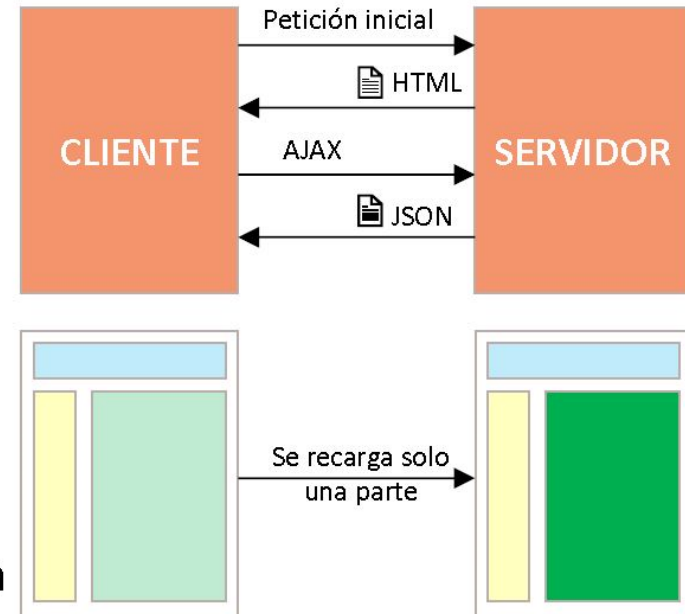 Petición inicial
HTML
CLIENTE
AJAX
SERVIDOR
JSON
Se recarga solo
una parte